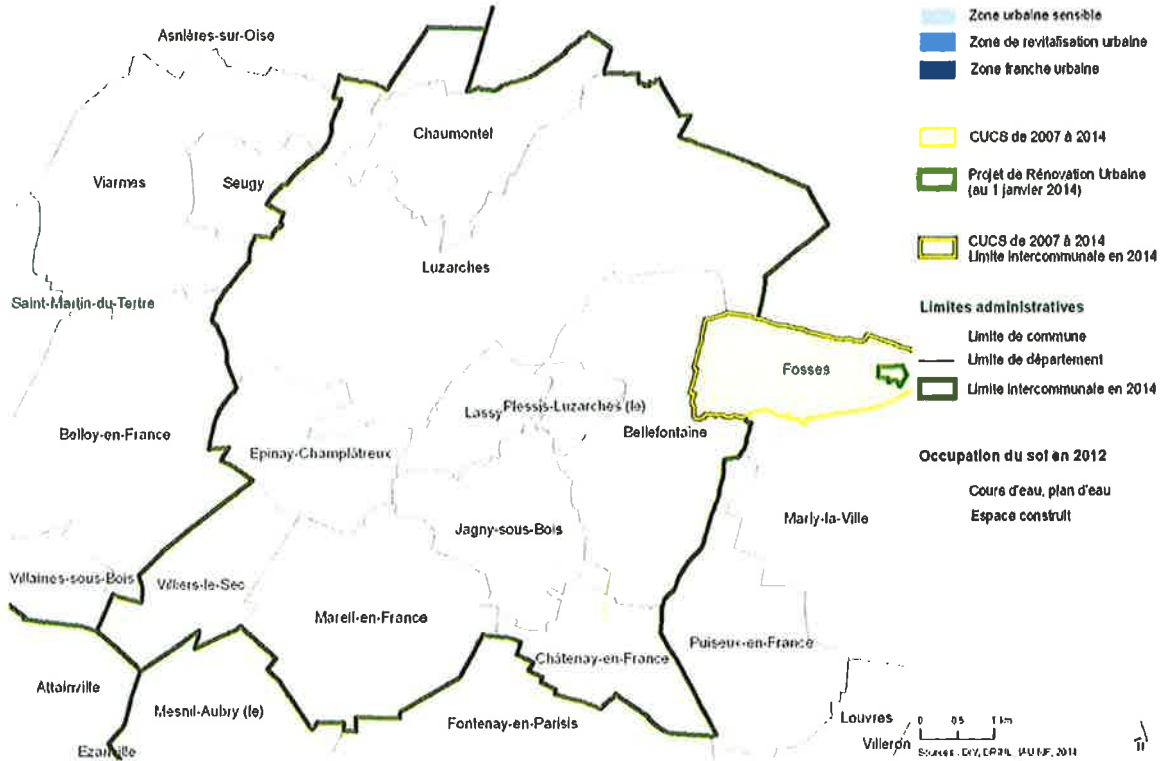 Asnières-sur-Oise
Chaumontel
Viarmes
Seugy
Luzarches
Saint-Martin-du-Tertre
Fosses
Lassy
Plessis-Luzarches (le)
Bellefontaine
Belloy-en-France
Epinay-Champlâtreux
Marly-la-Ville
Jagny-sous-Bois
Villaines-sous-Bois
Villiers-le-Sec
Mareil-en-France
Puiseux-en-France
Châtenay-en-France
Attainville
Mesnil-Aubry (le)
Fontenay-en-Parisis
Louvres
Ezanville
Villeron
Zone urbaine sensible
Zone de revitalisation urbaine
Zone franche urbaine
CUCS de 2007 à 2014
Projet de Rénovation Urbaine
(au 1 janvier 2014)
CUCS de 2007 à 2014
Limite intercommunale en 2014
Limites administratives
Limite de commune
Limite de département
Limite intercommunale en 2014
Occupation du sol en 2012
Cours d'eau, plan d'eau
Espace construit
0 0.5 1 km